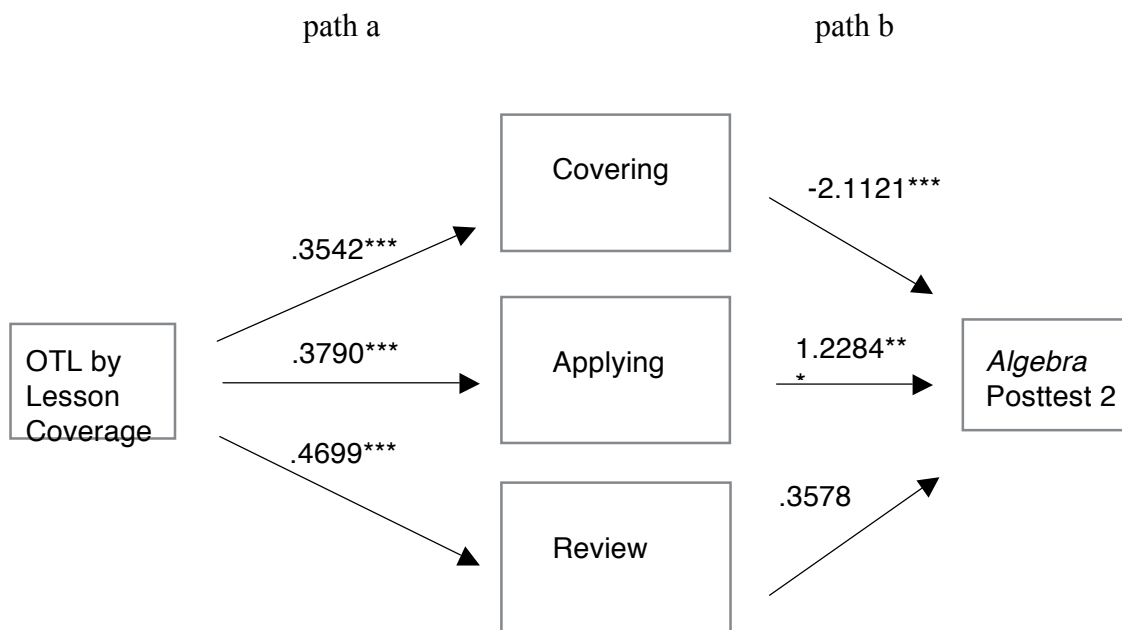 path a
path b
Covering
-2.1121***
.3542***
OTL by
Lesson
Coverage
.3790***
Applying
1.2284**
*
Algebra
Posttest 2
.4699***
Review
.3578